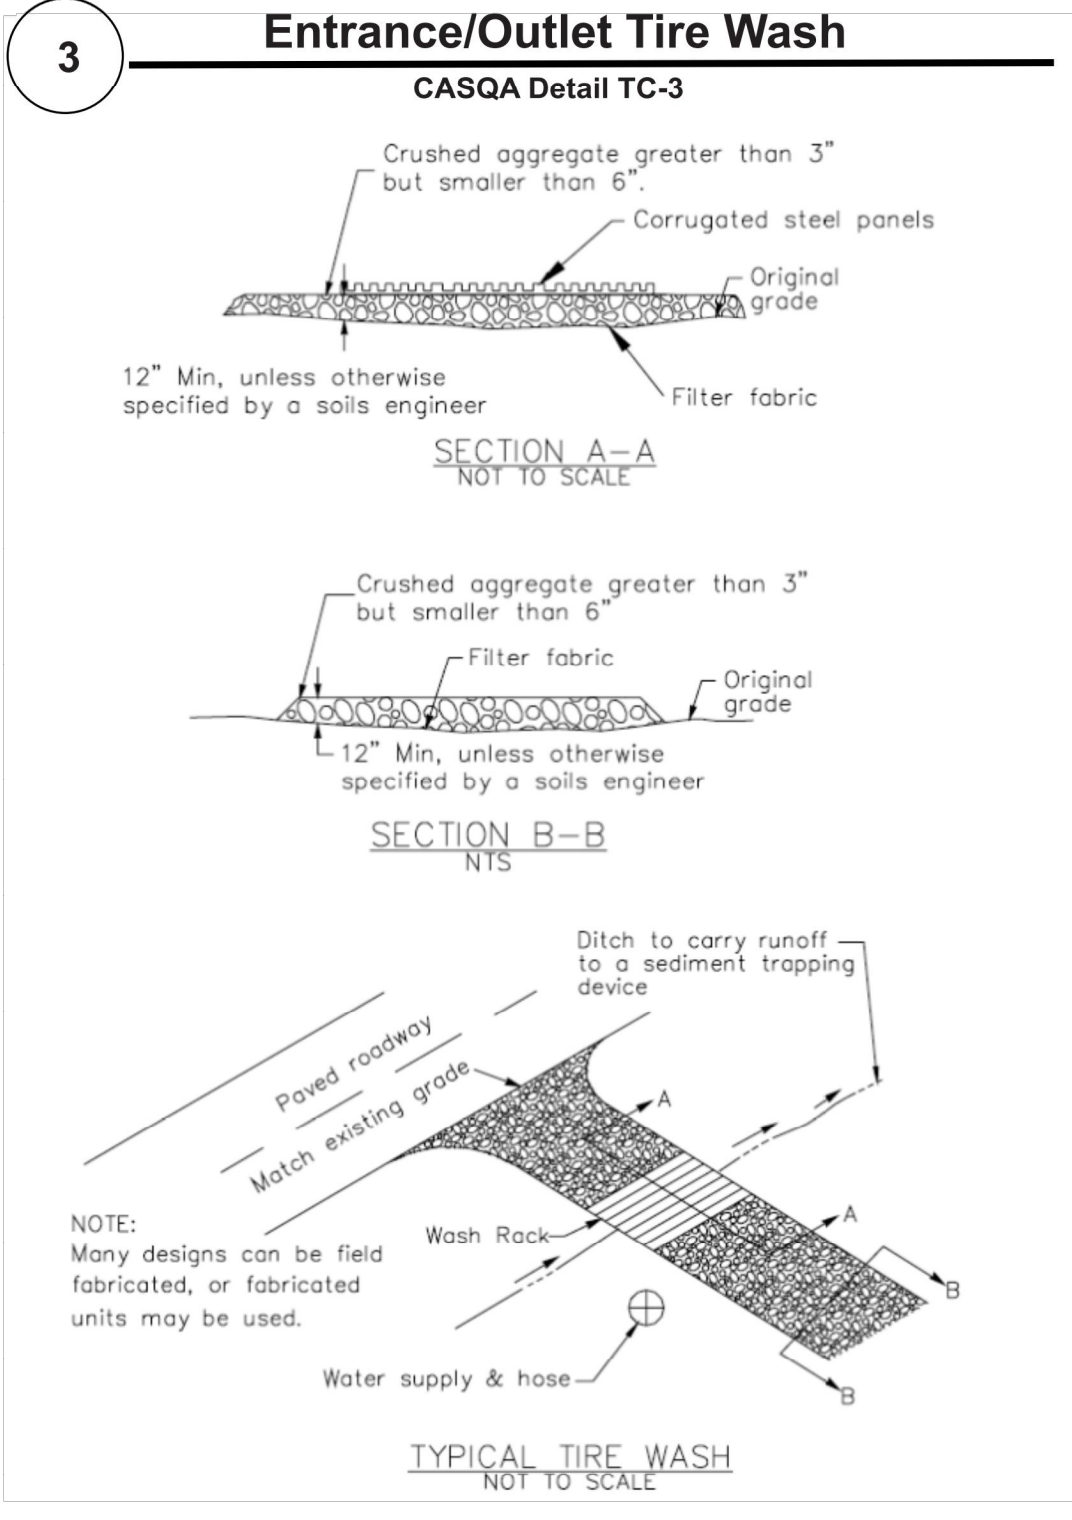 3
Entrance/Outlet Tire Wash
CASQA Detail TC-3
Crushed aggregate greater than 3"
but smaller than 6".
Corrugated steel panels
Original
grade
12" Min, unless otherwise
specified by a soils engineer
Filter fabric
SECTION A-A
NOT TO SCALE
Crushed aggregate greater than 3"
but smaller than 6"
Filter fabric
Original
grade
12" Min, unless otherwise
specified by a soils engineer
SECTION B-B
NTS
Ditch to carry runoff
to a sediment trapping
device
Paved roadway
Match existing grade
A
A
NOTE:
Many designs can be field
fabricated, or fabricated
units may be used.
Wash Rack
B
Water supply & hose
B
TYPICAL TIRE WASH
NOT TO SCALE